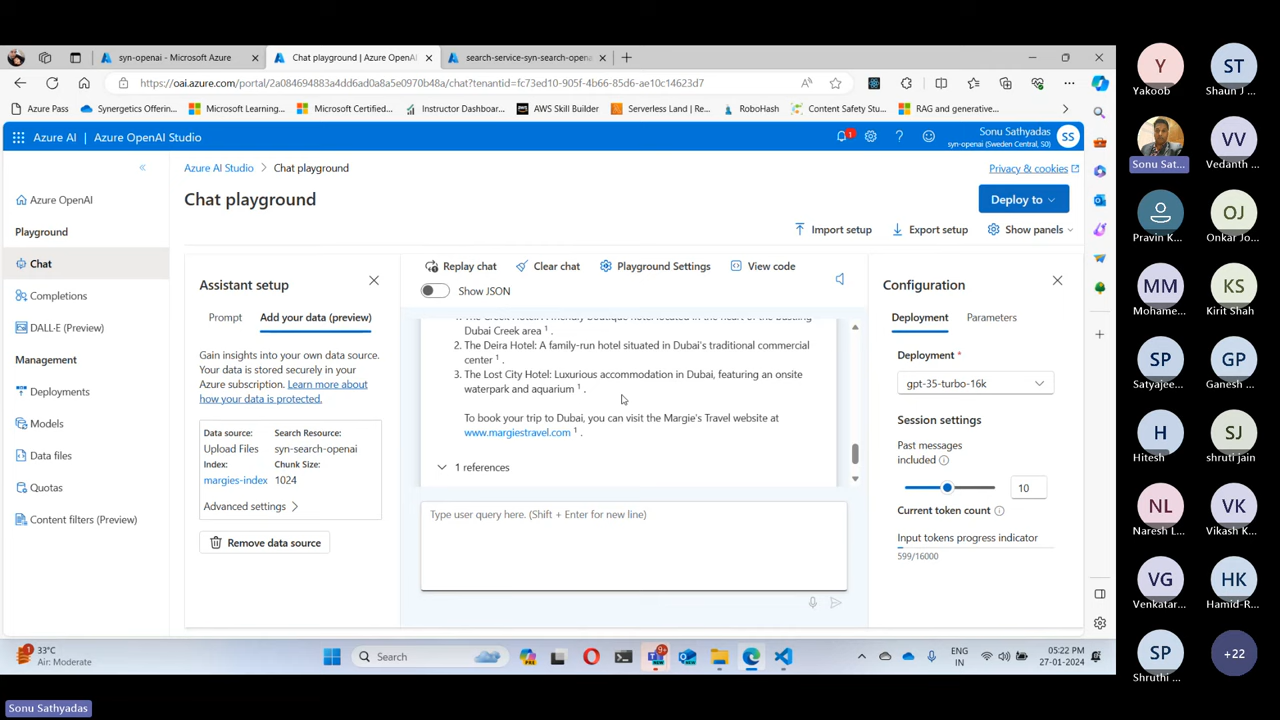 syn-openai - Microsoft Azure
Chat playground | Azure OpenAI
search-service-syn-search-opena
https://oai.azure.com/portal/2a084694883a4dd6ad0a8a5e0970b48a/chat?tenantid=fc73ed10-905f-4b66-85d6-ae10c14623d7
Azure Pass
Synergetics Offerin...
Microsoft Learning...
Microsoft Certified...
Instructor Dashboar...
AWS Skill Builder
Serverless Land | Re...
RoboHash
Content Safety Stu...
RAG and generative...
Azure AI | Azure OpenAI Studio
1
Sonu Sathyadas
syn-openai (Sweden Central, S0)
SS
Azure AI Studio > Chat playground
Privacy & cookies
Chat playground
Deploy to
Import setup
Export setup
Show panels
Azure OpenAI
Playground
Chat
Completions
DALL·E (Preview)
Management
Deployments
Models
Data files
Quotas
Content filters (Preview)
Assistant setup
Prompt
Add your data (preview)
Gain insights into your own data source.
Your data is stored securely in your
Azure subscription. Learn more about
how your data is protected.
Data source: Search Resource:
Upload Files syn-search-openai
Index: Chunk Size:
margies-index 1024
Advanced settings
Remove data source
Replay chat
Clear chat
Playground Settings
View code
Show JSON
Dubai Creek area 1 .
2. The Deira Hotel: A family-run hotel situated in Dubai's traditional commercial
center 1 .
3. The Lost City Hotel: Luxurious accommodation in Dubai, featuring an onsite
waterpark and aquarium 1 .
To book your trip to Dubai, you can visit the Margie's Travel website at
www.margiestravel.com 1 .
1 references
Type user query here. (Shift + Enter for new line)
Configuration
Deployment
Parameters
Deployment *
gpt-35-turbo-16k
Session settings
Past messages
included
10
Current token count
Input tokens progress indicator
599/16000
1
33°C
Air: Moderate
Search
9+
ENG
IN
05:22 PM
27-01-2024
Y
Yakoob
ST
Shaun J ...
Sonu Sat...
VV
Vedanth ...
Pravin K...
OJ
Onkar Jo...
MM
Mohame...
KS
Kirit Shah
SP
Satyajee...
GP
Ganesh ...
H
Hitesh
SJ
shruti jain
NL
Naresh L...
VK
Vikash K...
VG
Venkatar...
HK
Hamid-R...
SP
Shruthi ...
+22
Sonu Sathyadas